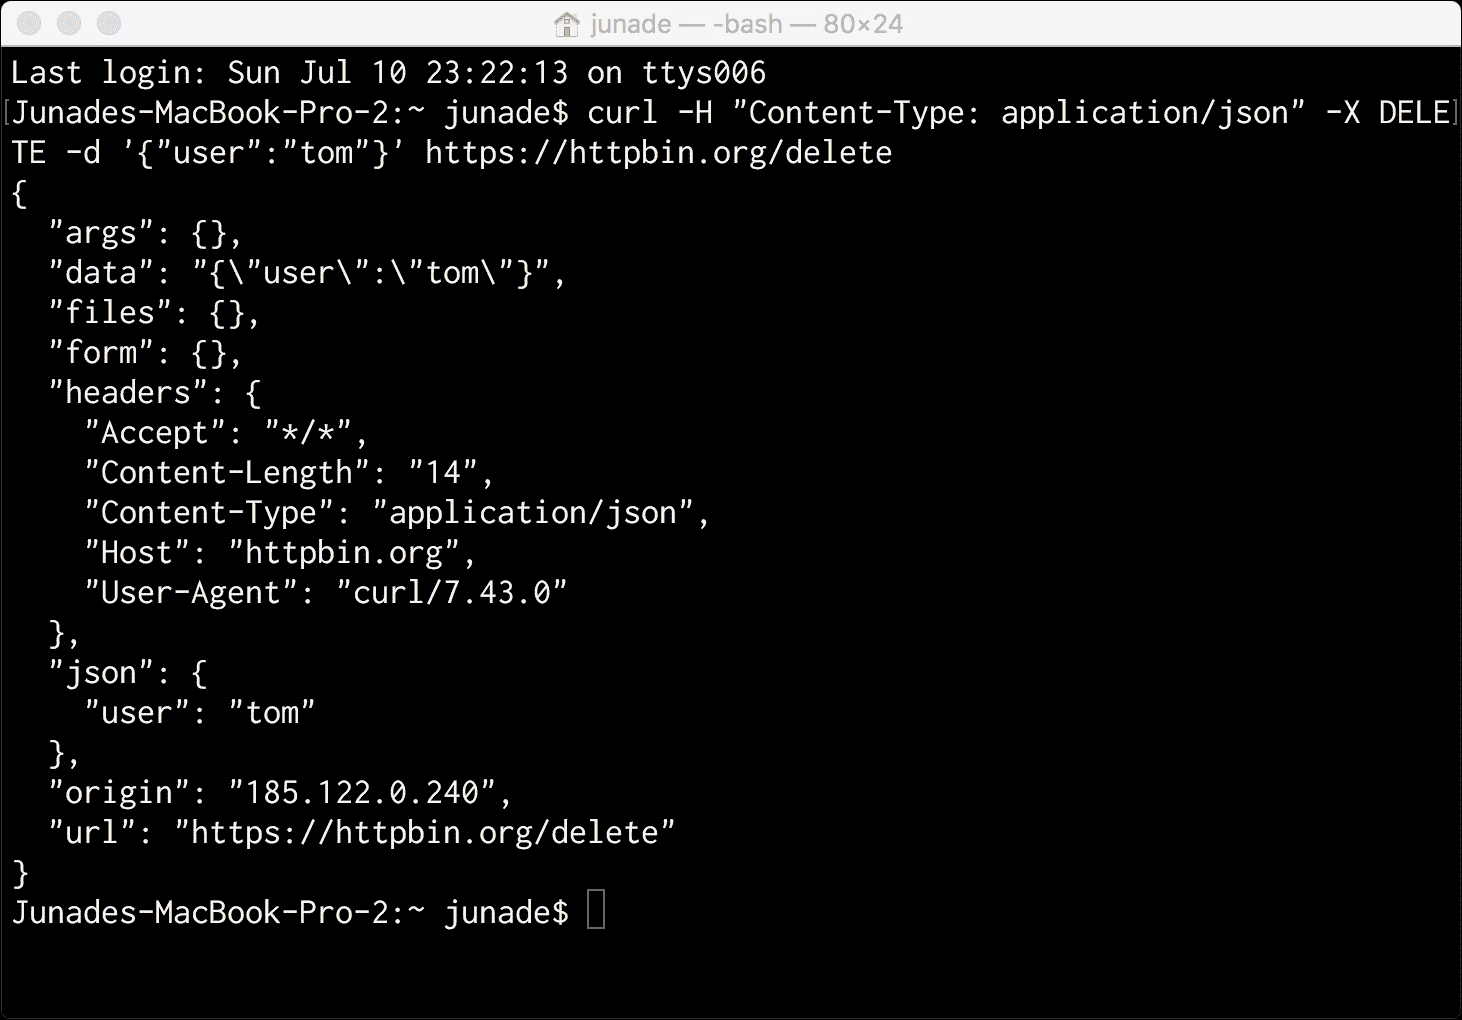 junade — -bash — 80×24
Last login: Sun Jul 10 23:22:13 on ttys006
[Junades-MacBook-Pro-2:~ junade$ curl -H "Content-Type: application/json" -X DELE]
TE -d '{"user":"tom"}' https://httpbin.org/delete
{
  "args": {},
  "data": "{\"user\":\"tom\"}",
  "files": {},
  "form": {},
  "headers": {
    "Accept": "*/*",
    "Content-Length": "14",
    "Content-Type": "application/json",
    "Host": "httpbin.org",
    "User-Agent": "curl/7.43.0"
  },
  "json": {
    "user": "tom"
  },
  "origin": "185.122.0.240",
  "url": "https://httpbin.org/delete"
}
Junades-MacBook-Pro-2:~ junade$